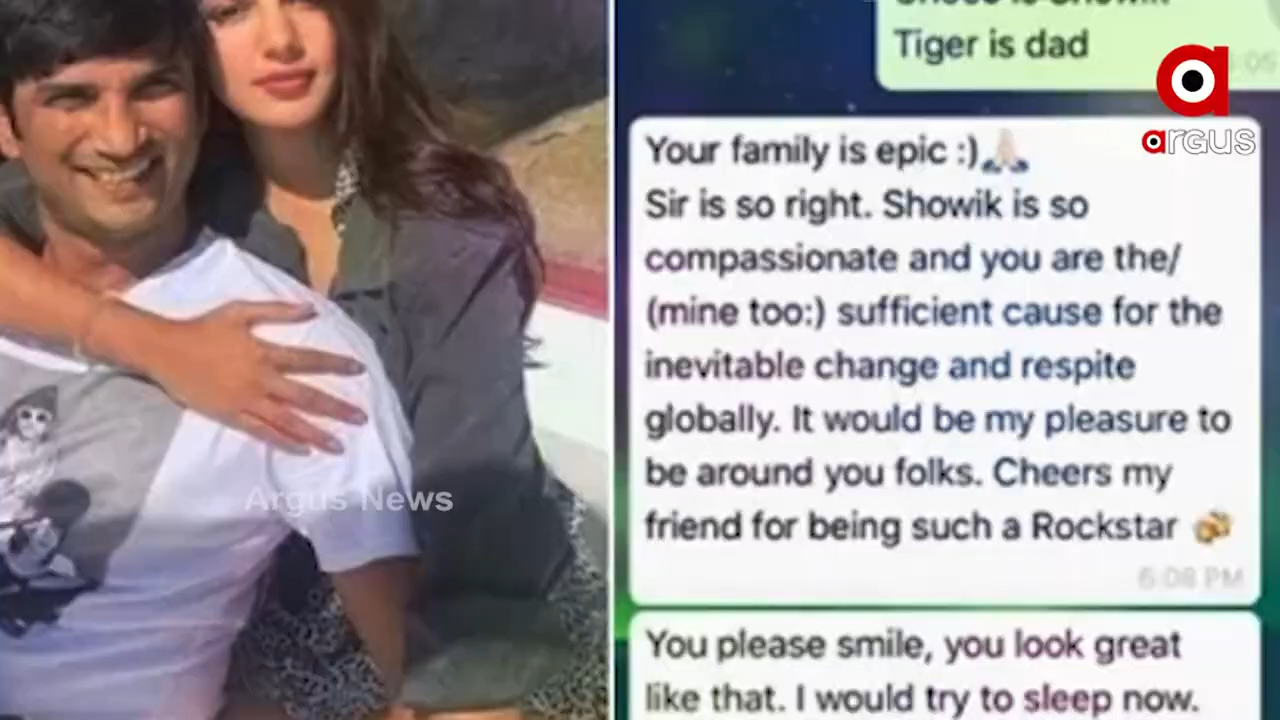 Tiger is dad
argus
Your family is epic :)🙏🏻
Sir is so right. Showik is so
compassionate and you are the/
(mine too:) sufficient cause for the
inevitable change and respite
globally. It would be my pleasure to
be around you folks. Cheers my
friend for being such a Rockstar
6:08 PM
You please smile, you look great
like that. I would try to sleep now.
Argus News